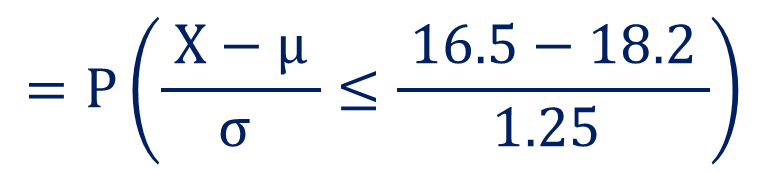 = P( (X − μ)/σ ≤ (16.5 − 18.2)/1.25 )